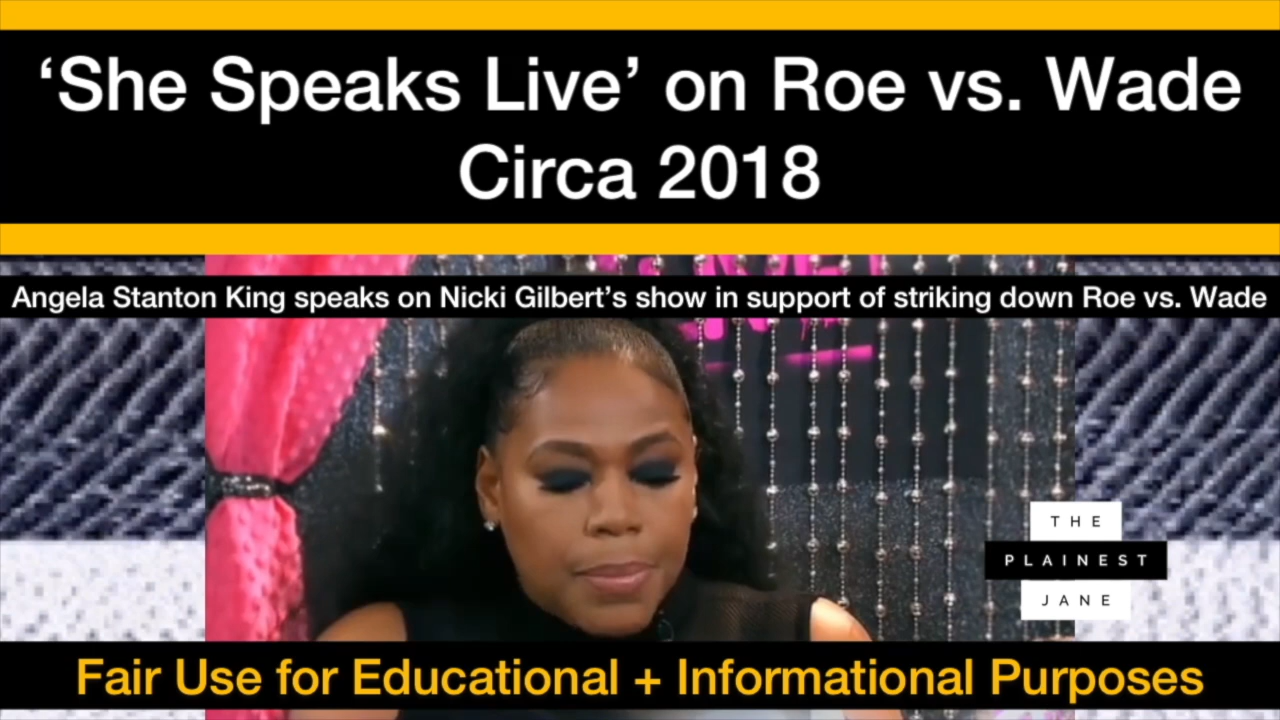 ‘She Speaks Live’ on Roe vs. Wade
Circa 2018
Angela Stanton King speaks on Nicki Gilbert’s show in support of striking down Roe vs. Wade
THE
PLAINEST
JANE
Fair Use for Educational + Informational Purposes